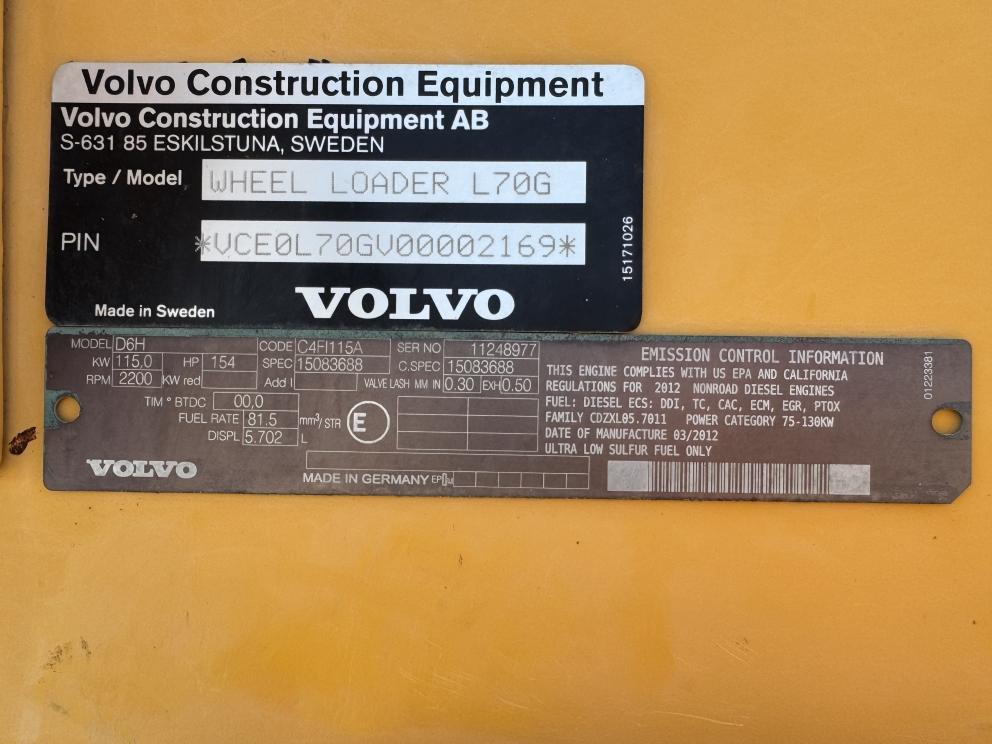 Volvo Construction Equipment
Volvo Construction Equipment AB
S-631 85 ESKILSTUNA, SWEDEN
Type / Model WHEEL LOADER L70G
PIN *VCE0L70GV00002169*
15171026
Made in Sweden VOLVO
MODEL D6H CODE C4FI115A SER NO 11248977
KW 115,0 HP 154 SPEC 15083688 C.SPEC 15083688
RPM 2200 KW red Add I VALVE LASH MM IN 0.30 EXH 0.50
TIM ° BTDC 00,0
FUEL RATE 81.5 mm³/STR E
DISPL 5.702 L
VOLVO
MADE IN GERMANY
EMISSION CONTROL INFORMATION
THIS ENGINE COMPLIES WITH US EPA AND CALIFORNIA
REGULATIONS FOR 2012 NONROAD DIESEL ENGINES
FUEL: DIESEL ECS: DDI, TC, CAC, ECM, EGR, PTOX
FAMILY CDZXL05.7011 POWER CATEGORY 75-130KW
DATE OF MANUFACTURE 03/2012
ULTRA LOW SULFUR FUEL ONLY
01223381